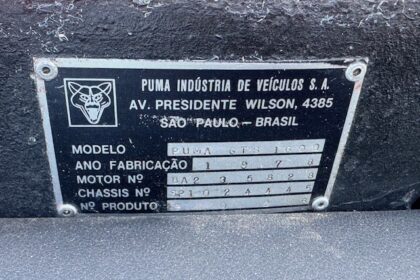 PUMA INDÚSTRIA DE VEÍCULOS S.A.
AV. PRESIDENTE WILSON, 4385
SÃO PAULO – BRASIL
MODELO PUMA GTS 1600
ANO FABRICAÇÃO 1978
MOTOR Nº
CHASSIS Nº
Nº PRODUTO